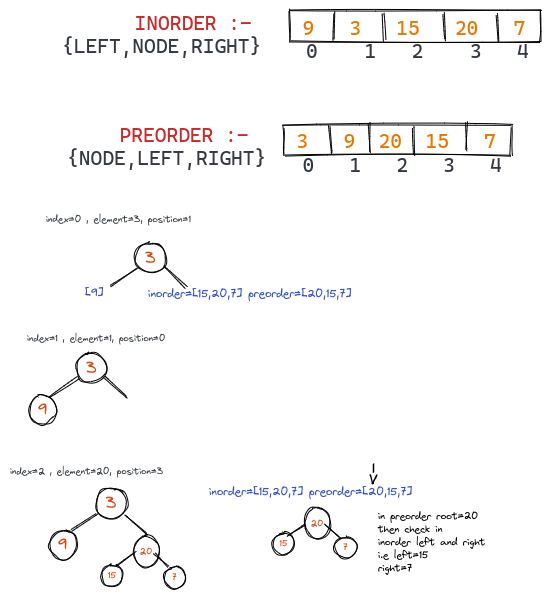 INORDER :-
{LEFT,NODE,RIGHT}
9 3 15 20 7
0 1 2 3 4
PREORDER :-
{NODE,LEFT,RIGHT}
3 9 20 15 7
0 1 2 3 4
index=0 , element=3, position=1
3
[9]
inorder=[15,20,7] preorder=[20,15,7]
index=1 , element=1, position=0
3
9
index=2 , element=20, position=3
3
9
20
15
7
inorder=[15,20,7] preorder=[20,15,7]
20
15
7
in preorder root=20
then check in
inorder left and right
i.e left=15
right=7